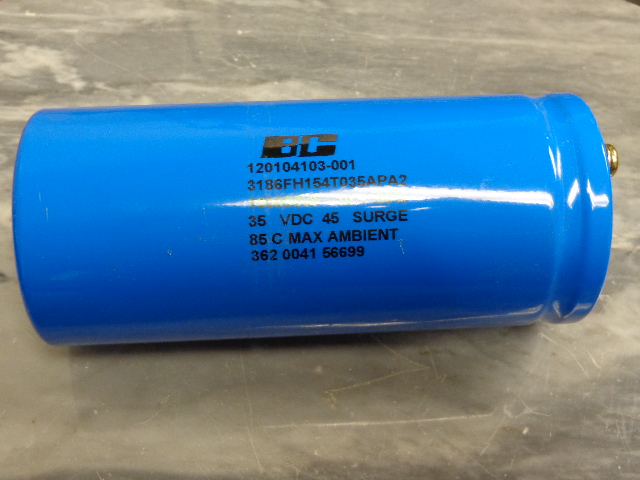 BC
120104103-001
3186FH154T035APA2
35 VDC 45 SURGE
85 C MAX AMBIENT
362 0041 56699